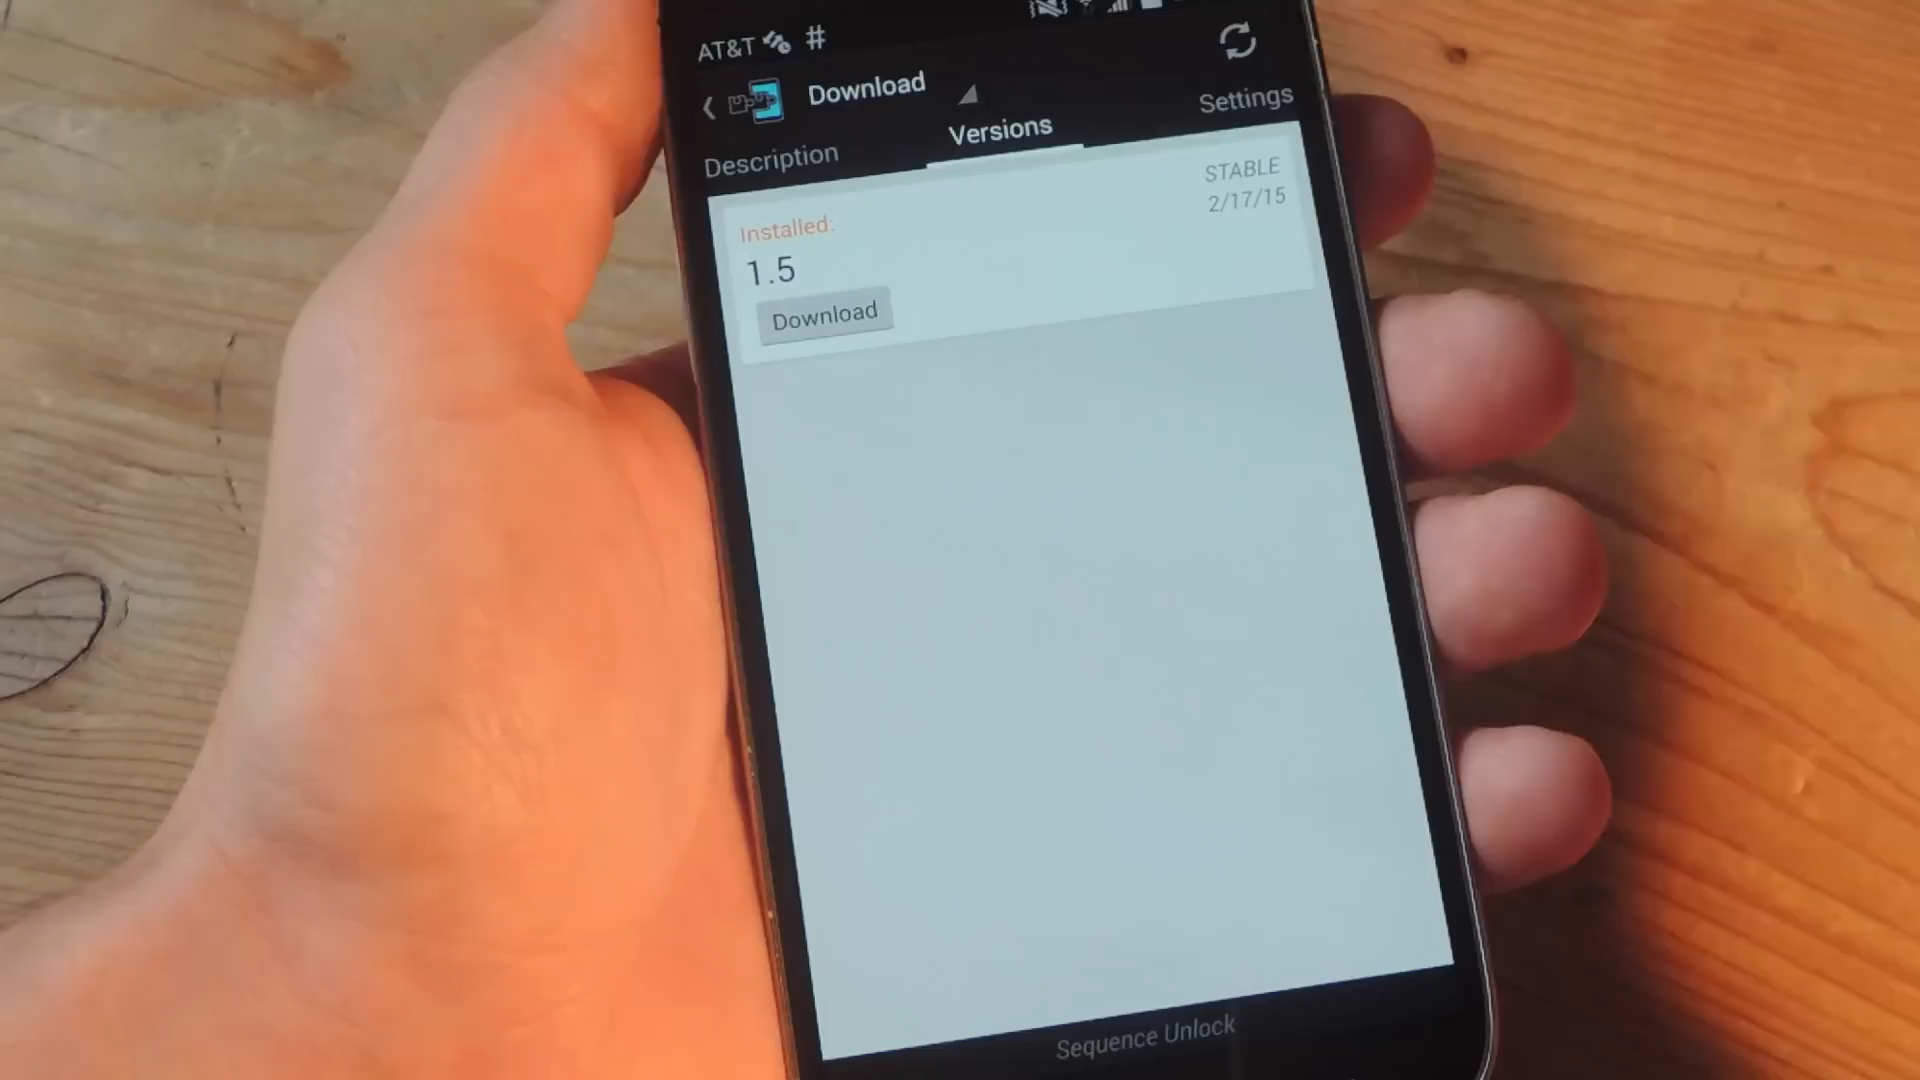 AT&T #
Download
Description Versions Settings
STABLE
2/17/15
Installed:
1.5
Download
Sequence Unlock